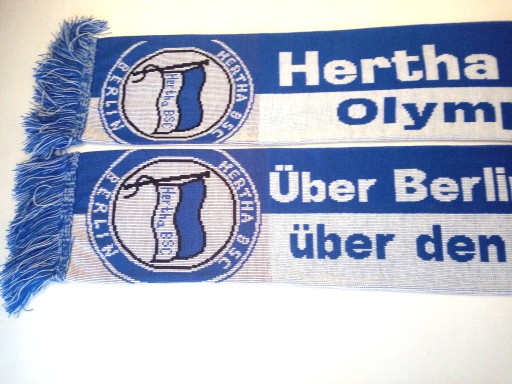 HERTHA BSC
BERLIN
Hertha BSC
Hertha
Olymp
HERTHA BSC
BERLIN
Hertha BSC
Über Berlin
über den